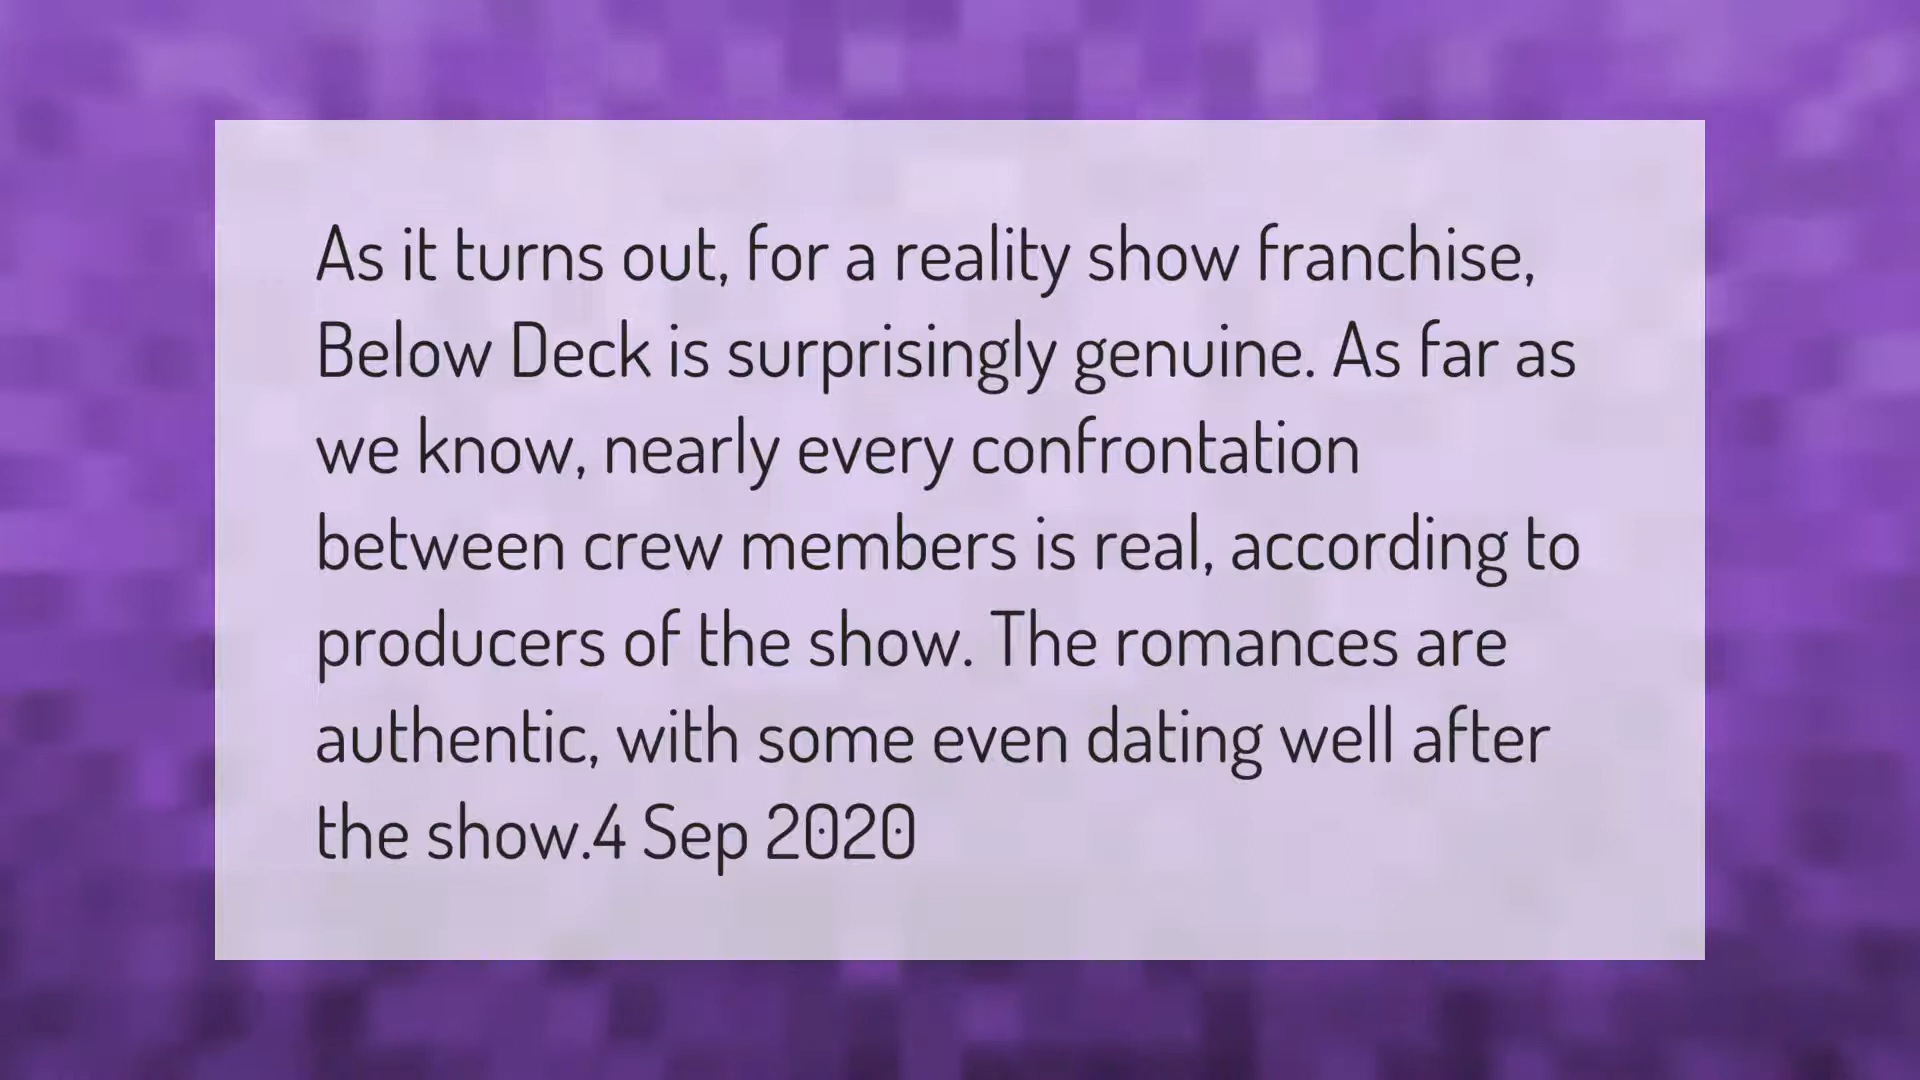 As it turns out, for a reality show franchise,
Below Deck is surprisingly genuine. As far as
we know, nearly every confrontation
between crew members is real, according to
producers of the show. The romances are
authentic, with some even dating well after
the show.4 Sep 2020